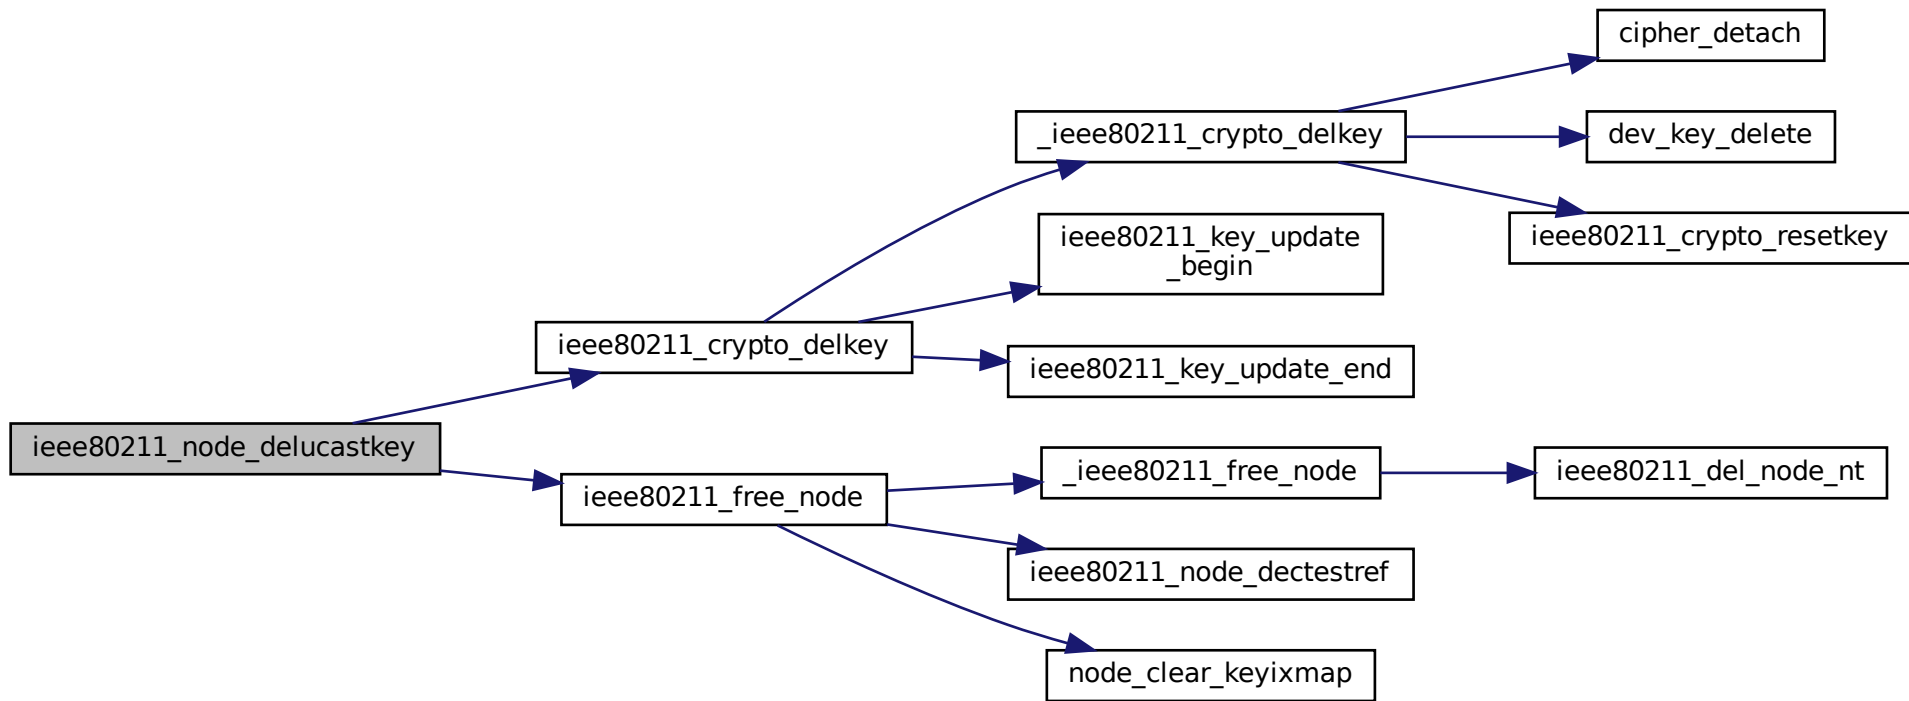 cipher_detach
_ieee80211_crypto_delkey
dev_key_delete
ieee80211_crypto_resetkey
ieee80211_key_update
_begin
ieee80211_crypto_delkey
ieee80211_key_update_end
ieee80211_node_delucastkey
ieee80211_free_node
_ieee80211_free_node
ieee80211_del_node_nt
ieee80211_node_dectestref
node_clear_keyixmap